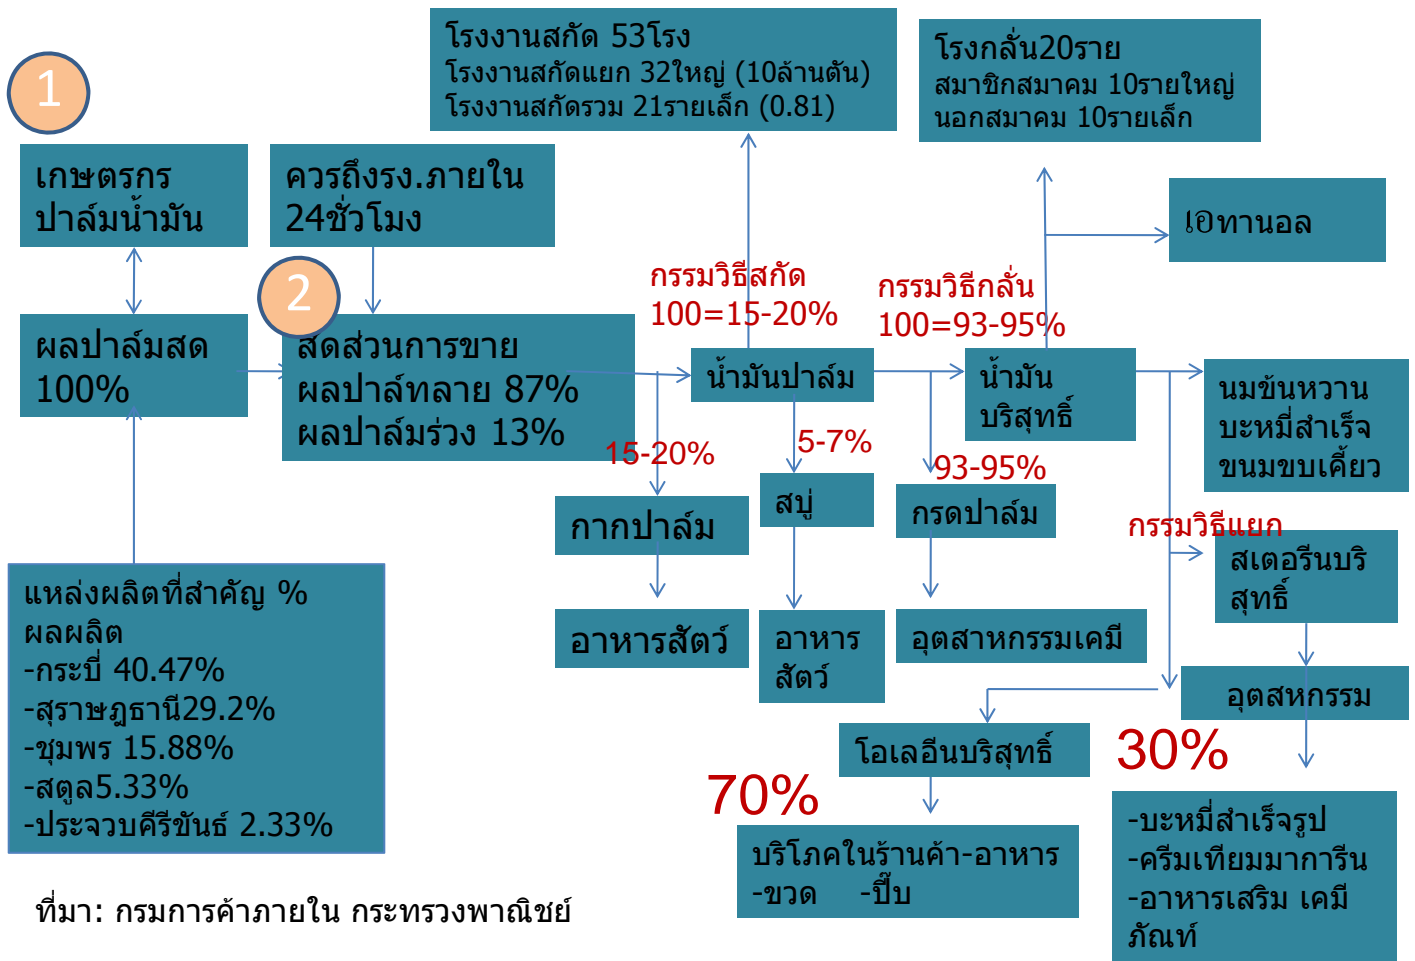 1
โรงงานสกัด 53โรง
โรงงานสกัดแยก 32ใหญ่ (10ล้านตัน)
โรงงานสกัดรวม 21รายเล็ก (0.81)
โรงกลั่น20ราย
สมาชิกสมาคม 10รายใหญ่
นอกสมาคม 10รายเล็ก
เกษตรกร
ปาล์มน้ำมัน
ควรถึงรง.ภายใน
24ชั่วโมง
เอทานอล
2
กรรมวิธีสกัด
100=15-20%
กรรมวิธีกลั่น
100=93-95%
ผลปาล์มสด
100%
สัดส่วนการขาย
ผลปาล์ทลาย 87%
ผลปาล์มร่วง 13%
น้ำมันปาล์ม
น้ำมัน
บริสุทธิ์
นมข้นหวาน
บะหมี่สำเร็จ
ขนมขบเคี้ยว
15-20%
5-7%
93-95%
กากปาล์ม
สบู่
กรดปาล์ม
กรรมวิธีแยก
สเตอรีนบริ
สุทธิ์
อาหารสัตว์
อาหาร
สัตว์
อุตสาหกรรมเคมี
อุตสหกรรม
แหล่งผลิตที่สำคัญ %
ผลผลิต
-กระบี่ 40.47%
-สุราษฎธานี29.2%
-ชุมพร 15.88%
-สตูล5.33%
-ประจวบคีรีขันธ์ 2.33%
โอเลอีนบริสุทธิ์
30%
70%
บริโภคในร้านค้า-อาหาร
-ขวด -ปี๊บ
-บะหมี่สำเร็จรูป
-ครีมเทียมมาการีน
-อาหารเสริม เคมี
ภัณท์
ที่มา: กรมการค้าภายใน กระทรวงพาณิชย์